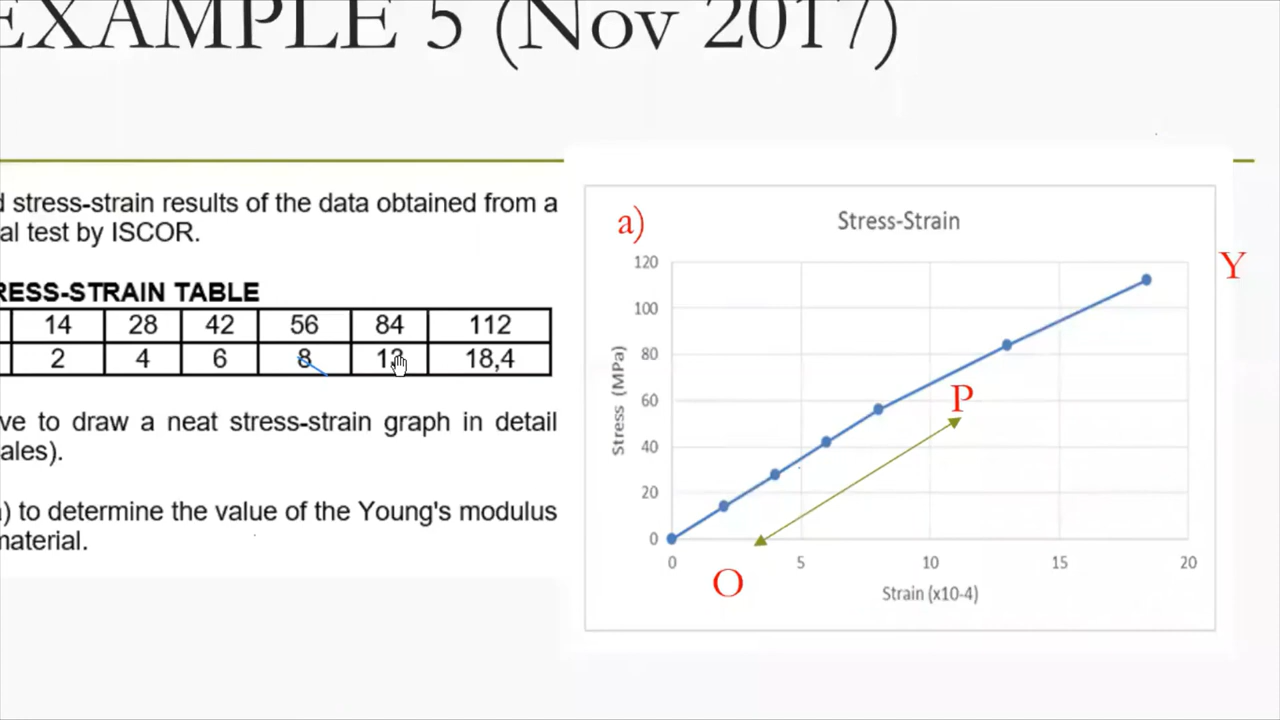 EXAMPLE 5 (Nov 2017)
stress-strain results of the data obtained from a
al test by ISCOR.
RESS-STRAIN TABLE
14 28 42 56 84 112
2 4 6 8 13 18,4
ve to draw a neat stress-strain graph in detail
ales).
) to determine the value of the Young's modulus
material.
a)
Stress-Strain
Y
120
100
80
60
40
20
0
Stress (MPa)
P
O
0 5 10 15 20
Strain (x10-4)